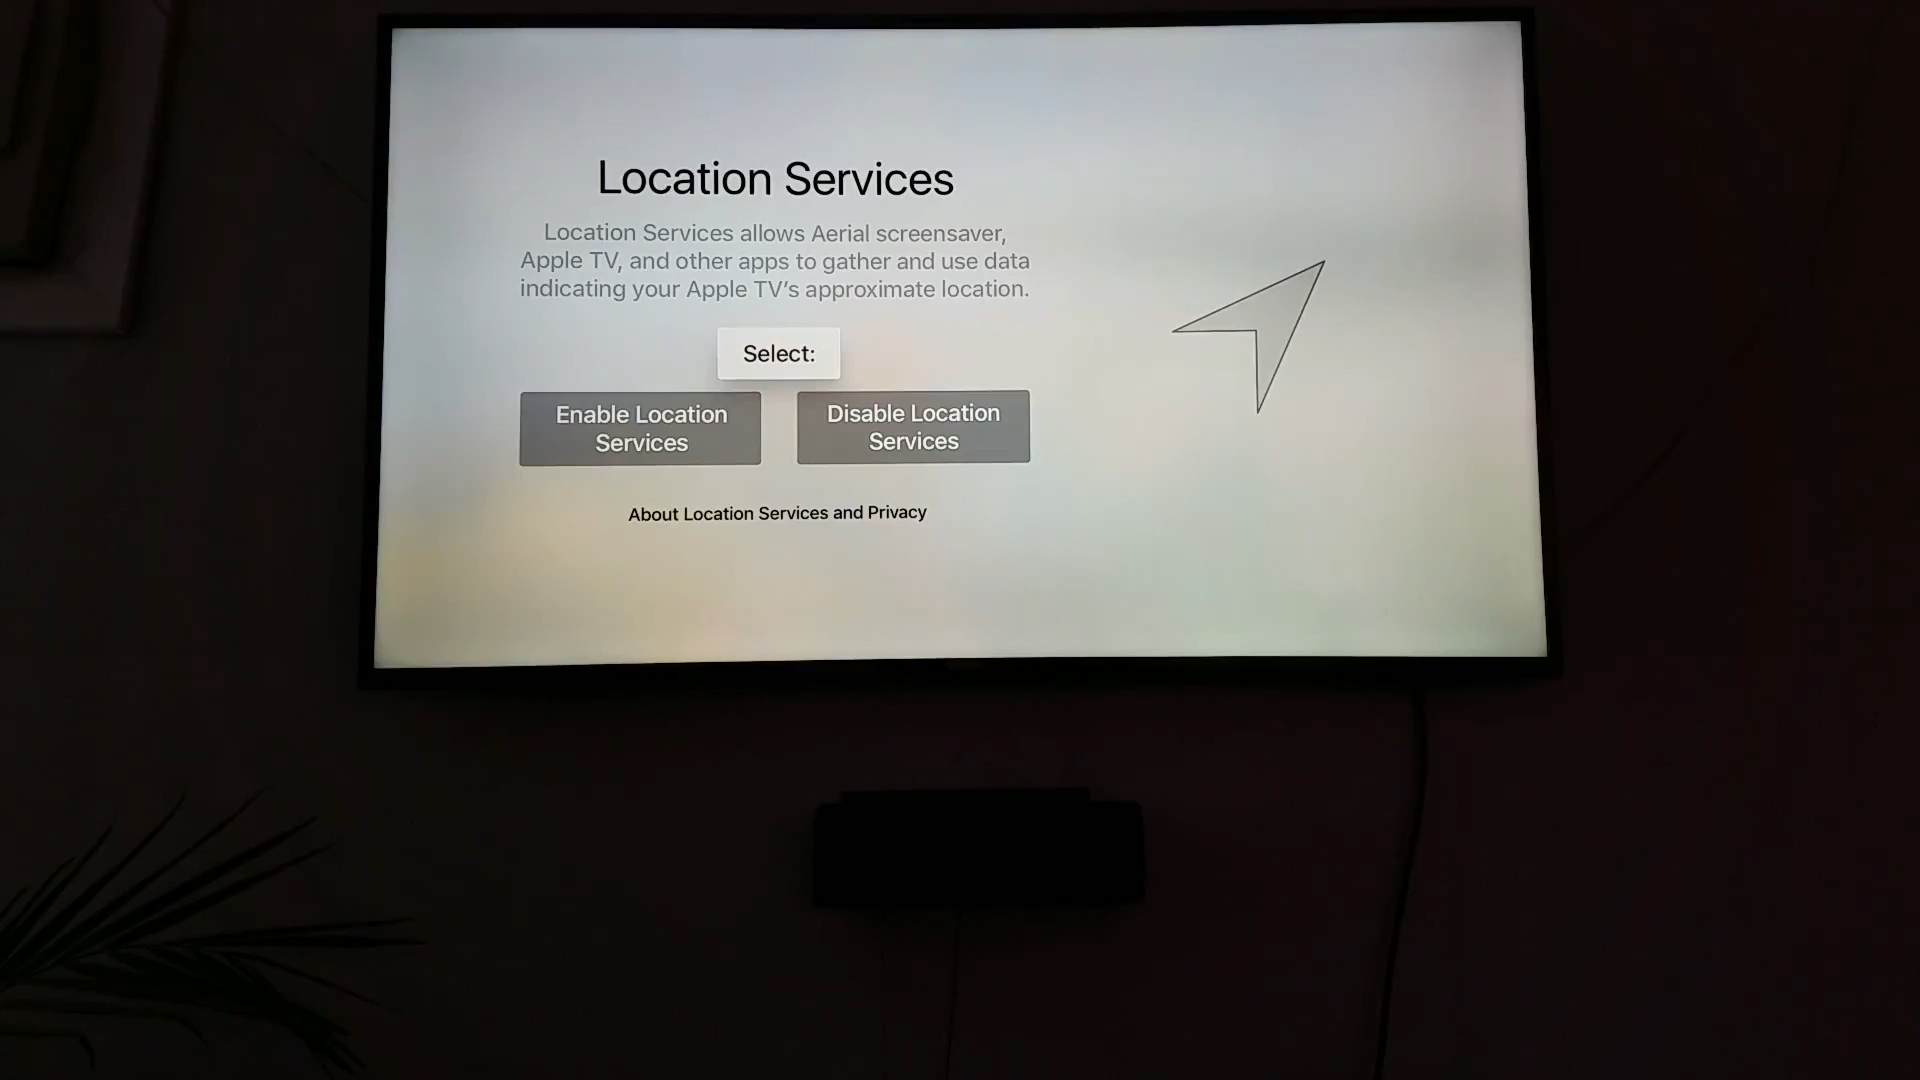 Location Services
Location Services allows Aerial screensaver,
Apple TV, and other apps to gather and use data
indicating your Apple TV's approximate location.
Select:
Enable Location
Services
Disable Location
Services
About Location Services and Privacy